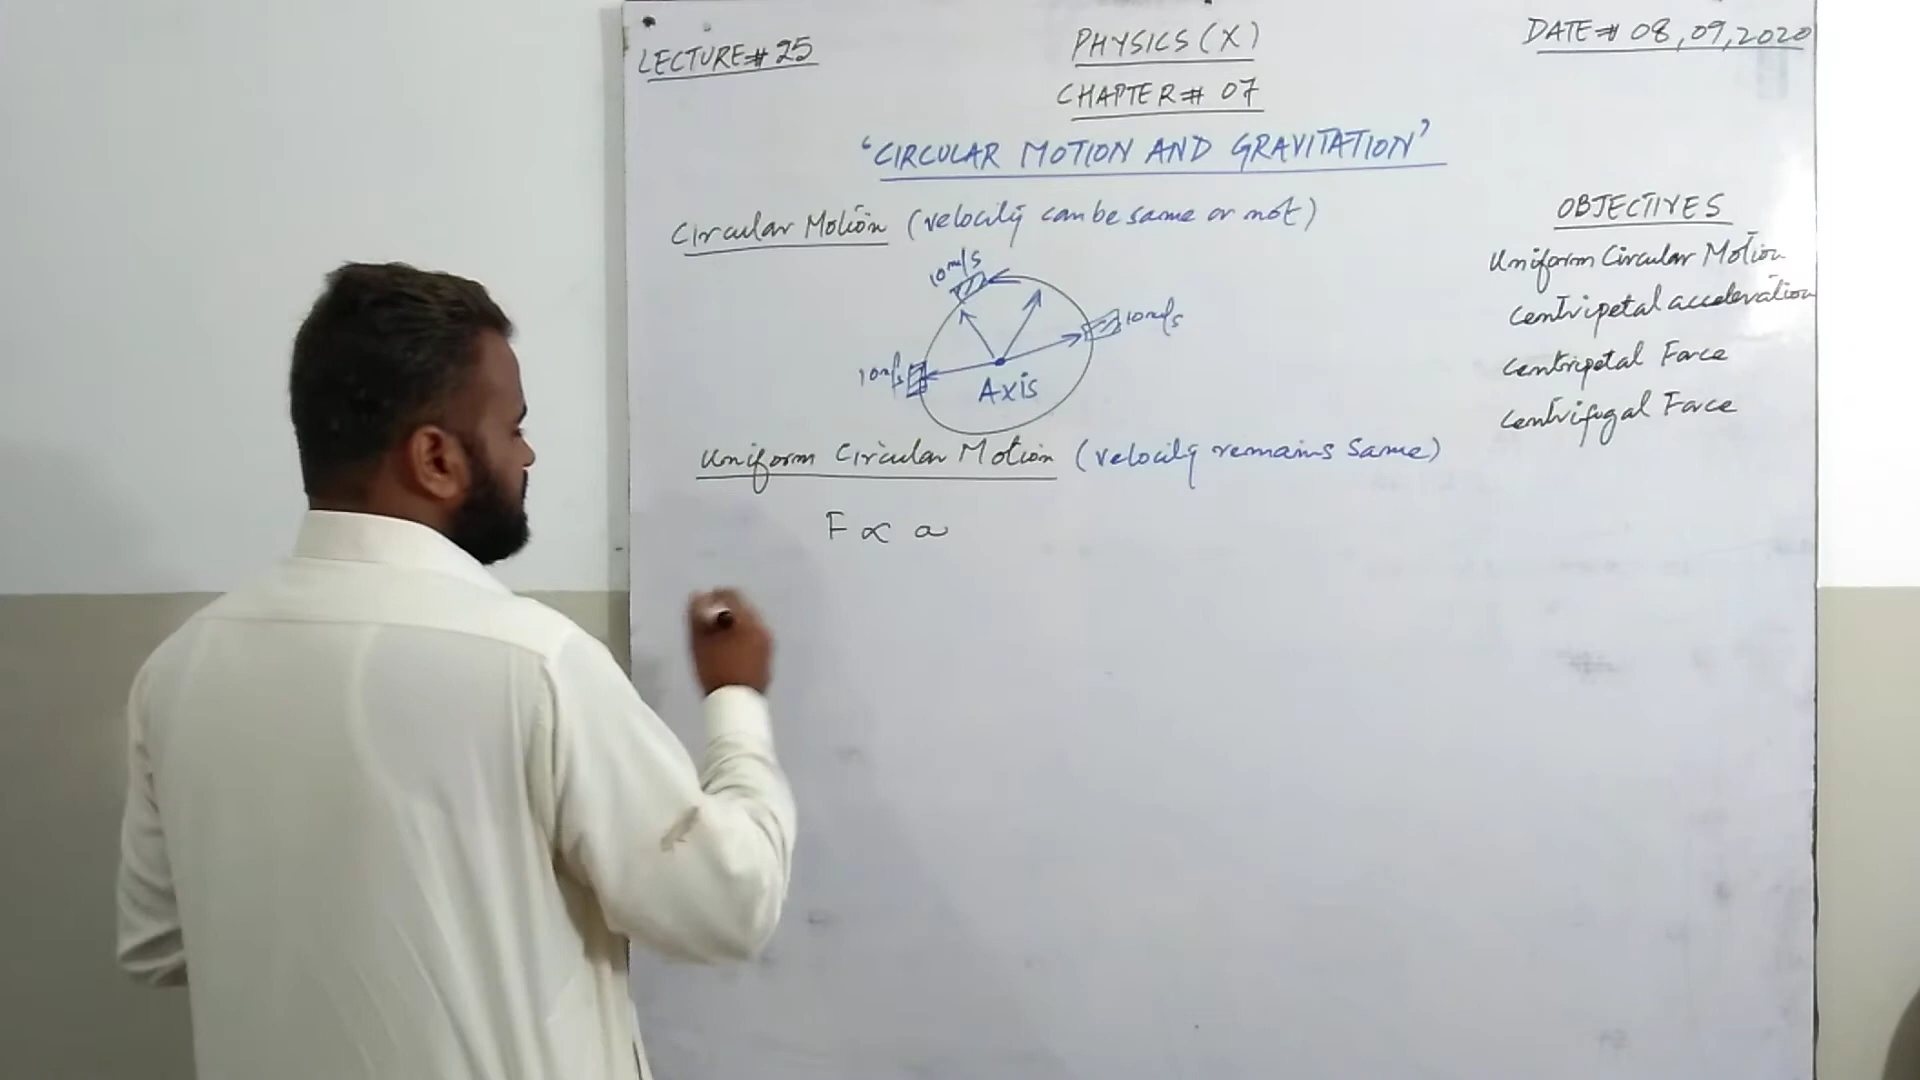 LECTURE# 25
PHYSICS (X)
DATE# 08,09,2020
CHAPTER# 07
‘CIRCULAR MOTION AND GRAVITATION’
Circular Motion (velocity can be same or not)
10m/s
10m/s
10m/s
Axis
Uniform Circular Motion (velocity remains same)
F ∝ a
OBJECTIVES
Uniform Circular Motion
Centripetal acceleration
Centripetal Force
Centrifugal Force